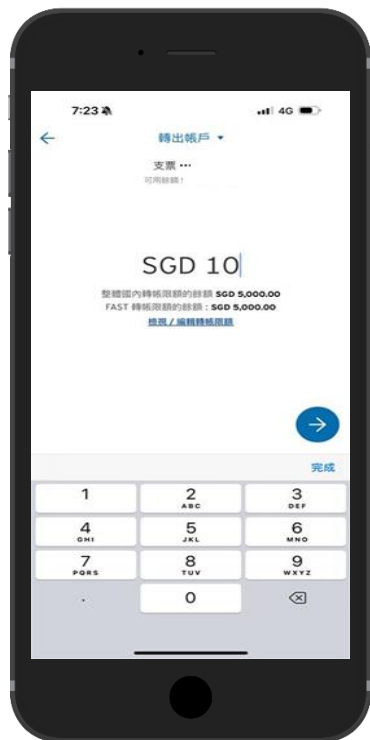 7:23
4G
轉出帳戶
支票 ...
可用餘額:
SGD 10
整體國內轉帳限額的餘額 SGD 5,000.00
FAST 轉帳限額的餘額:SGD 5,000.00
檢視 / 編輯轉帳限額
完成
1 2 3
ABC DEF
4 5 6
GHI JKL MNO
7 8 9
PQRS TUV WXYZ
. 0